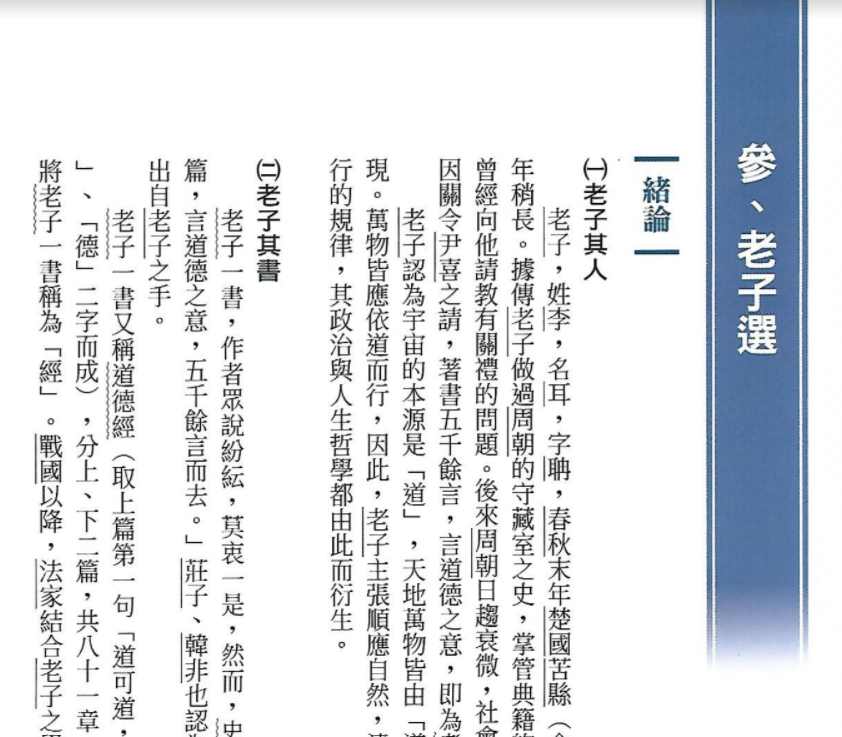 參、老子選
緒論
㈠老子其人
老子，姓李，名耳，字聃，春秋末年楚國苦縣（
年稍長。據傳老子做過周朝的守藏室之史，掌管典籍
曾經向他請教有關禮的問題。後來周朝日趨衰微，社會
因關令尹喜之請，著書五千餘言，言道德之意，即為
老子認為宇宙的本源是「道」，天地萬物皆由「
現。萬物皆應依道而行，因此，老子主張順應自然，
行的規律，其政治與人生哲學都由此而衍生。
㈡老子其書
老子一書，作者眾說紛紜，莫衷一是，然而，史
篇，言道德之意，五千餘言而去。」莊子、韓非也認
出自老子之手。
老子一書又稱道德經（取上篇第一句「道可道，
」、「德」二字而成），分上、下二篇，共八十一章
將老子一書稱為「經」。戰國以降，法家結合老子之